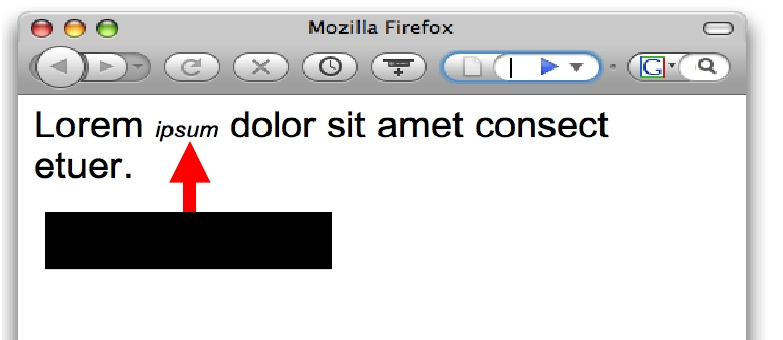 Mozilla Firefox
G
Lorem ipsum dolor sit amet consect
etuer.